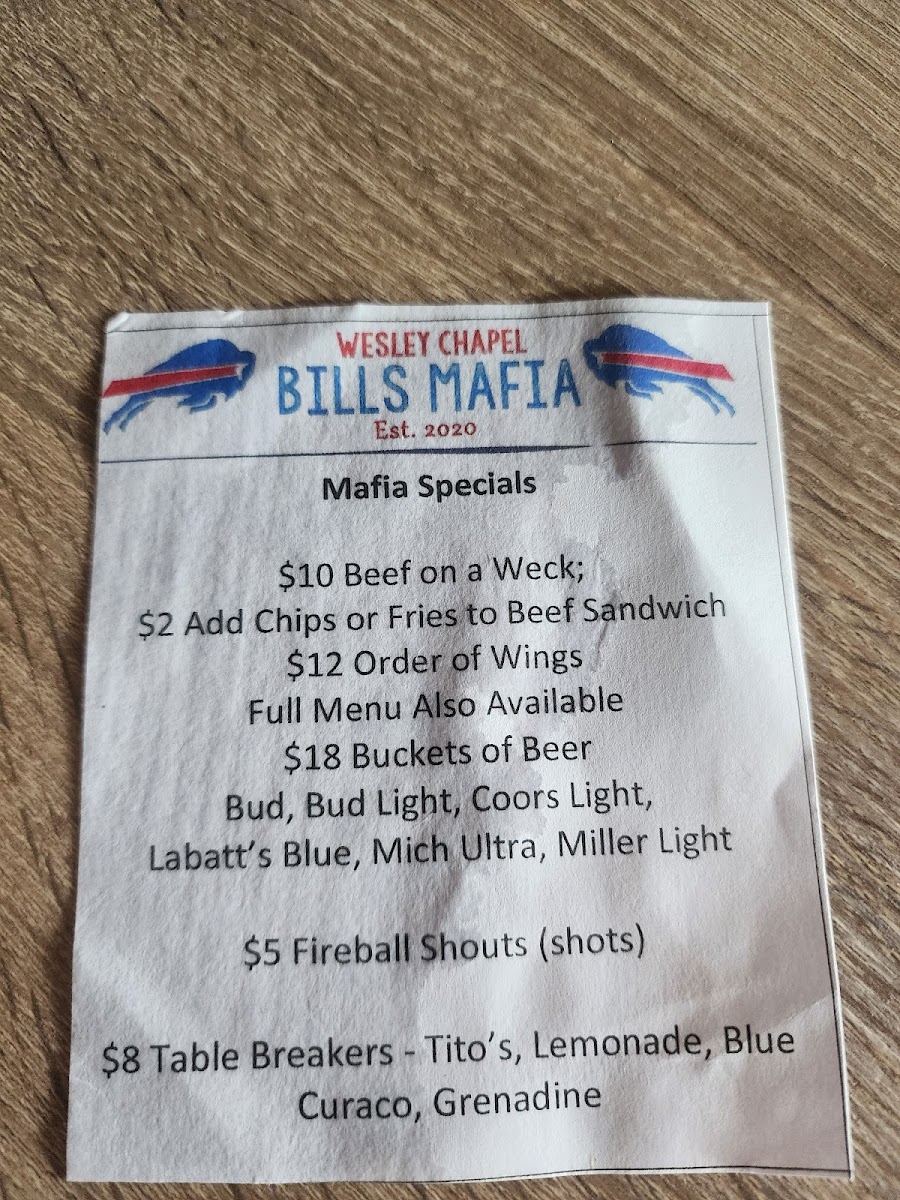 WESLEY CHAPEL
BILLS MAFIA
Est. 2020
Mafia Specials
$10 Beef on a Weck;
$2 Add Chips or Fries to Beef Sandwich
$12 Order of Wings
Full Menu Also Available
$18 Buckets of Beer
Bud, Bud Light, Coors Light,
Labatt's Blue, Mich Ultra, Miller Light
$5 Fireball Shouts (shots)
$8 Table Breakers - Tito's, Lemonade, Blue
Curaco, Grenadine